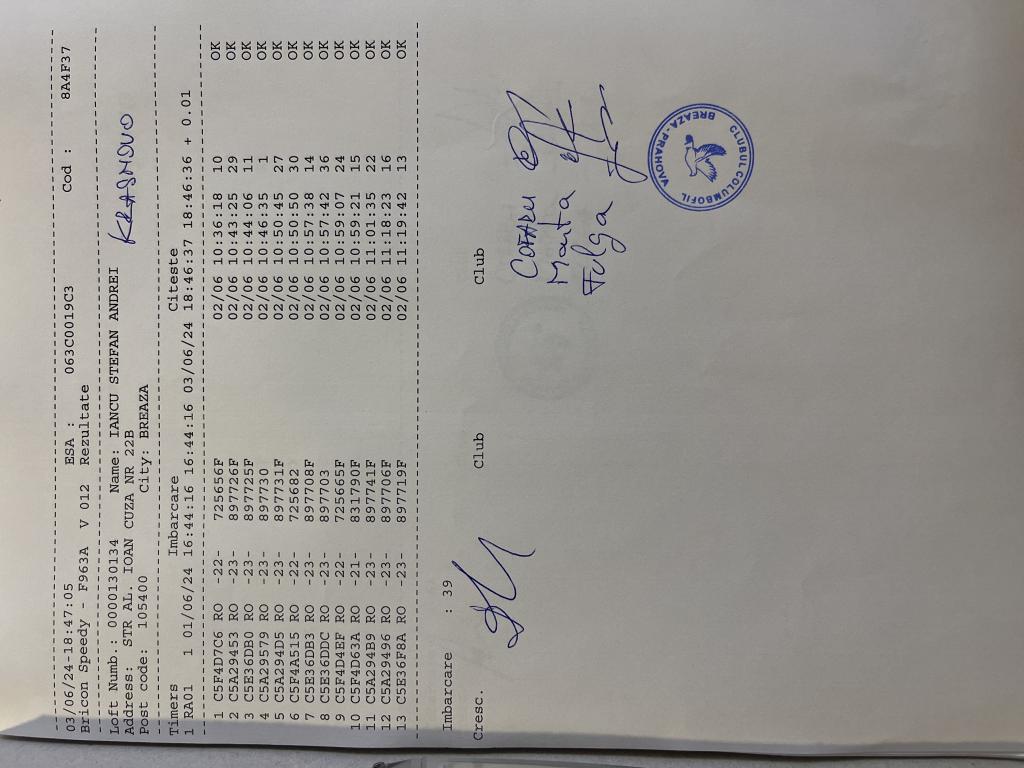 03/06/24-18:47:05 ESA : 063C0019C3 Cod : 8A4F37
Bricon Speedy - F963A V 012 Rezultate
Loft Numb.: 0000130134 Name: IANCU STEFAN ANDREI
Address: STR AL. IOAN CUZA NR 22B KRASNOVO
Post code: 105400 City: BREAZA
Timers Imbarcare Citeste
1 RA01 1 01/06/24 16:44:16 16:44:16 16:44:16 03/06/24 18:46:37 18:46:36 + 0.01
1 C5F4D7C6 RO -22- 725656F 02/06 10:36:18 10 OK
2 C5A29453 RO -23- 897726F 02/06 10:43:25 29 OK
3 C5E36DB0 RO -23- 897725F 02/06 10:44:06 11 OK
4 C5A29579 RO -23- 897730 02/06 10:46:35 1 OK
5 C5A294D5 RO -23- 897731F 02/06 10:50:45 27 OK
6 C5F4A515 RO -22- 725682 02/06 10:50:50 30 OK
7 C5E36DB3 RO -23- 897708F 02/06 10:57:38 14 OK
8 C5E36DDC RO -23- 897703 02/06 10:57:42 36 OK
9 C5F4D4EF RO -22- 725665F 02/06 10:59:07 24 OK
10 C5F4D63A RO -21- 831790F 02/06 10:59:21 15 OK
11 C5A294B9 RO -23- 897741F 02/06 11:01:35 22 OK
12 C5A29496 RO -23- 897706F 02/06 11:18:23 16 OK
13 C5E36F8A RO -23- 897719F 02/06 11:19:42 13 OK
Imbarcare : 39
Cresc. Club Club
COFARU
Manta
Fulga
CLUBUL COLUMBOFIL
BREAZA - PRAHOVA